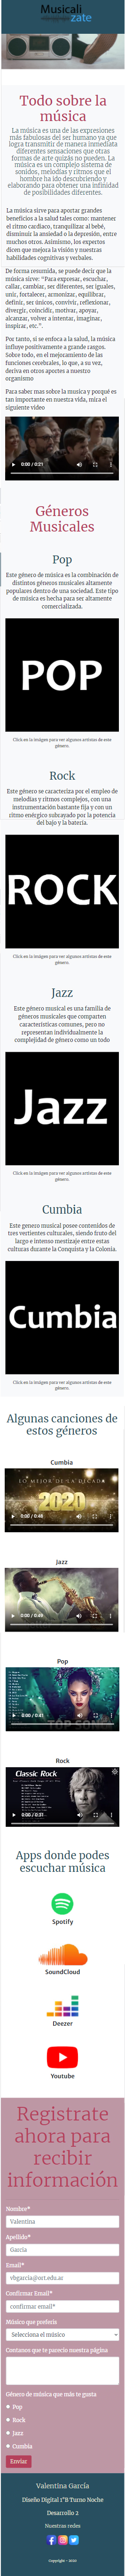 Musicali
zate
Todo sobre la
música
La música es una de las expresiones
más fabulosas del ser humano ya que
logra transmitir de manera inmediata
diferentes sensaciones que otras
formas de arte quizás no pueden. La
música es un complejo sistema de
sonidos, melodías y ritmos que el
hombre ha ido descubriendo y
elaborando para obtener una infinidad
de posibilidades diferentes.
La música sirve para aportar grandes
beneficios a la salud tales como: mantener
el ritmo cardíaco, tranquilizar al bebé,
disminuir la ansiedad o la depresión, entre
muchos otros. Asimismo, los expertos
dicen que mejora la visión y nuestras
habilidades cognitivas y verbales.
De forma resumida, se puede decir que la
música sirve: "Para expresar, escuchar,
callar, cambiar, ser diferentes, ser iguales,
unir, fortalecer, armonizar, equilibrar,
definir, ser únicos, convivir, reflexionar,
divergir, coincidir, motivar, apoyar,
alcanzar, volver a intentar, imaginar,
inspirar, etc.".
Por tanto, si se enfoca a la salud, la música
influye positivamente a grande rasgos.
Sobre todo, en el mejoramiento de las
funciones cerebrales, lo que, a su vez,
deriva en otros aportes a nuestro
organismo
Para saber mas sobre la musica y porqué es
tan importante en nuestra vida, mira el
siguiente video
0:00 / 0:21
Géneros
Musicales
Pop
Este género de música es la combinación de
distintos géneros musicales altamente
populares dentro de una sociedad. Este tipo
de música es hecha para ser altamente
comercializada.
POP
Click en la imágen para ver algunos artistas de este
género.
Rock
Este género se caracteriza por el empleo de
melodías y ritmos complejos, con una
instrumentación bastante fija y con un
ritmo enérgico subrayado por la potencia
del bajo y la batería.
ROCK
Click en la imágen para ver algunos artistas de este
género.
Jazz
Este género musical es una familia de
géneros musicales que comparten
características comunes, pero no
representan individualmente la
complejidad de género como un todo
Jazz
Click en la imágen para ver algunos artistas de este
género.
Cumbia
Este genero musical posee contenidos de
tres vertientes culturales, siendo fruto del
largo e intenso mestizaje entre estas
culturas durante la Conquista y la Colonia.
Cumbia
Click en la imágen para ver algunos artistas de este
género.
Algunas canciones de
estos géneros
Cumbia
LO MEJOR DE LA DECADA
2020
0:00 / 0:48
Jazz
0:00 / 0:49
Pop
0:00 / 0:41
TOP SONG
Rock
Classic Rock
0:00 / 0:31
Apps donde podes
escuchar música
Spotify
SoundCloud
Deezer
Youtube
Registrate
ahora para
recibir
información
Nombre*
Valentina
Apellido*
García
Email*
vbgarcia@ort.edu.ar
Confirmar Email*
confirmar email*
Música que preferís
Selecciona el músico
Contanos que te parecio nuestra página
Género de música que más te gusta
Pop
Rock
Jazz
Cumbia
Enviar
Valentina García
Diseño Digital 1°B Turno Noche
Desarrollo 2
Nuestras redes
Copyright - 2020